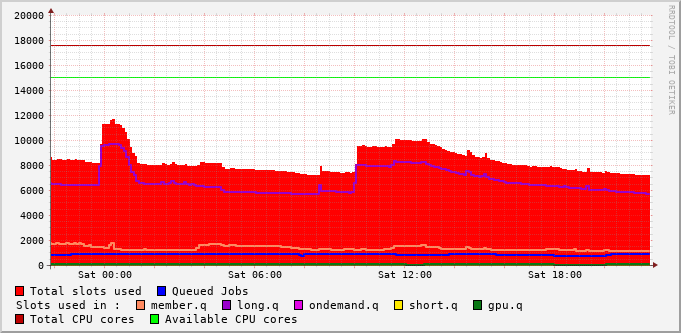 20000
18000
16000
14000
12000
10000
8000
6000
4000
2000
0
Sat 00:00 Sat 06:00 Sat 12:00 Sat 18:00
Total slots used Queued Jobs
Slots used in : member.q long.q ondemand.q short.q gpu.q
Total CPU cores Available CPU cores
RRDTOOL / TOBI OETIKER